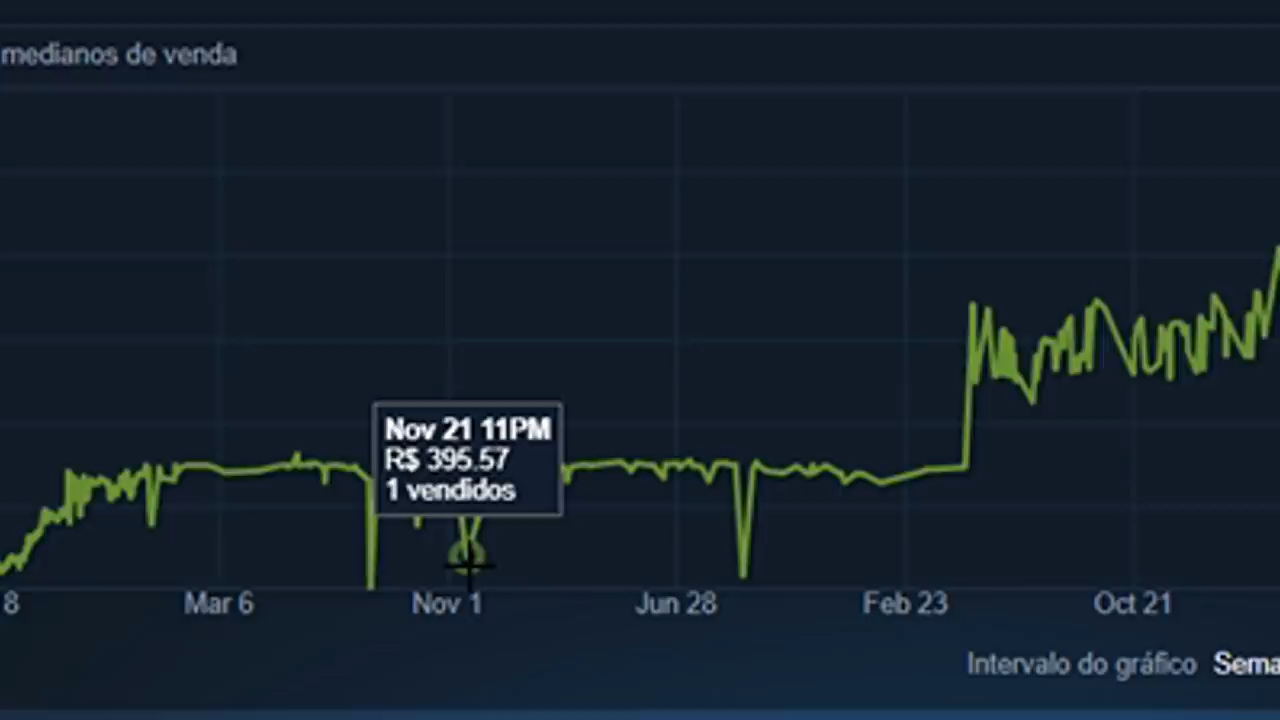 medianos de venda
Nov 21 11PM
R$ 395.57
1 vendidos
8 Mar 6 Nov 1 Jun 28 Feb 23 Oct 21
Intervalo do gráfico Sema